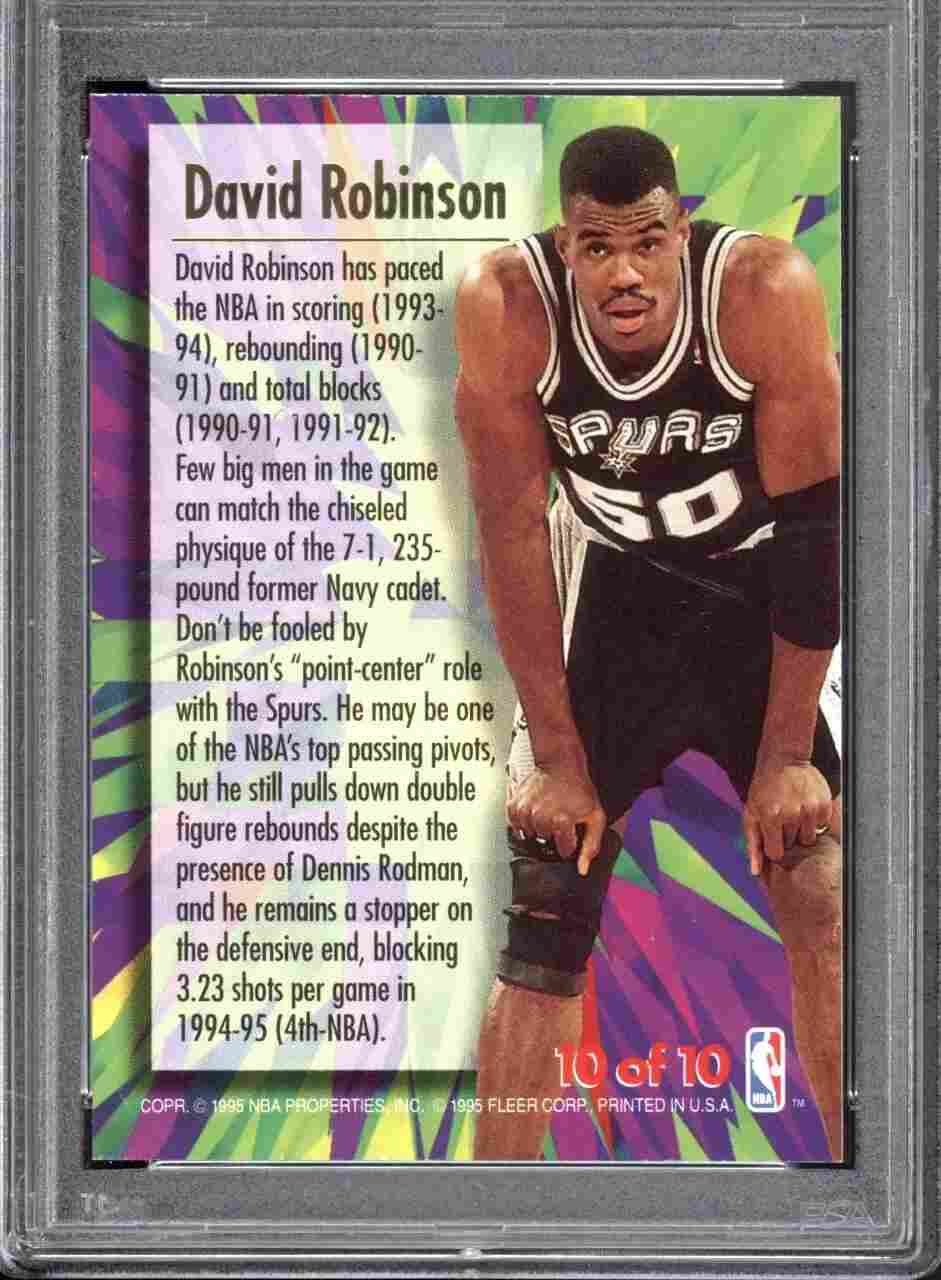 David Robinson
David Robinson has paced
the NBA in scoring (1993-
94), rebounding (1990-
91) and total blocks
(1990-91, 1991-92).
Few big men in the game
can match the chiseled
physique of the 7-1, 235-
pound former Navy cadet.
Don't be fooled by
Robinson's "point-center" role
with the Spurs. He may be one
of the NBA's top passing pivots,
but he still pulls down double
figure rebounds despite the
presence of Dennis Rodman,
and he remains a stopper on
the defensive end, blocking
3.23 shots per game in
1994-95 (4th-NBA).
SPURS
50
10 of 10
NBA
COPR. © 1995 NBA PROPERTIES, INC. © 1995 FLEER CORP. PRINTED IN U.S.A.
TM
PSA